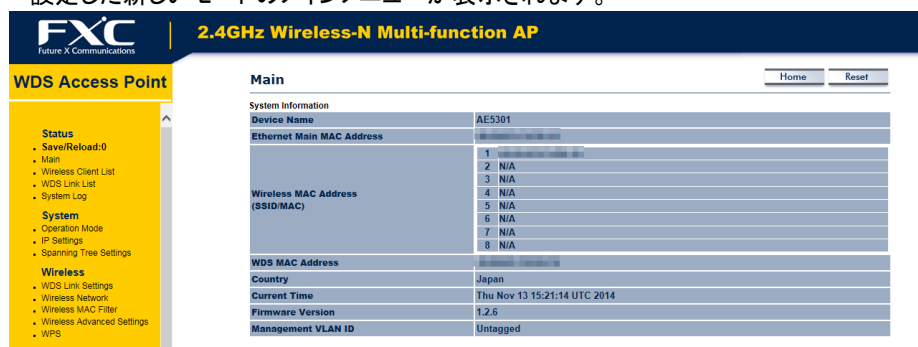 設定した新しいモードのメインメニューが表示されます。
FXC
Future X Communications
2.4GHz Wireless-N Multi-function AP
WDS Access Point
Status
Save/Reload:0
Main
Wireless Client List
WDS Link List
System Log
System
Operation Mode
IP Settings
Spanning Tree Settings
Wireless
WDS Link Settings
Wireless Network
Wireless MAC Filter
Wireless Advanced Settings
WPS
Main
Home Reset
System Information
Device Name AE5301
Ethernet Main MAC Address
Wireless MAC Address
(SSID/MAC)
1
2 N/A
3 N/A
4 N/A
5 N/A
6 N/A
7 N/A
8 N/A
WDS MAC Address
Country Japan
Current Time Thu Nov 13 15:21:14 UTC 2014
Firmware Version 1.2.6
Management VLAN ID Untagged